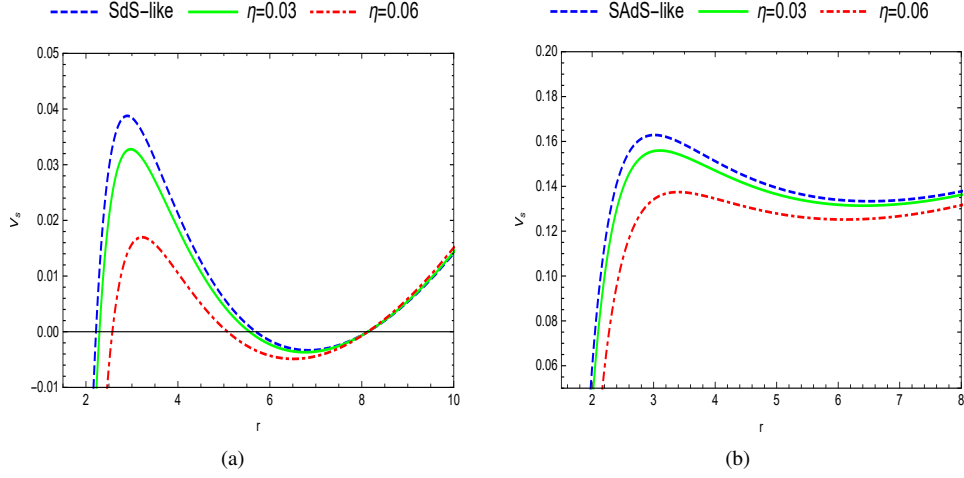 SdS-like η=0.03 η=0.06
0.05
0.04
0.03
0.02
0.01
0.00
-0.01
V_s
2 4 6 8 10
r
(a)
SAdS-like η=0.03 η=0.06
0.20
0.18
0.16
0.14
0.12
0.10
0.08
0.06
V_s
2 3 4 5 6 7 8
r
(b)